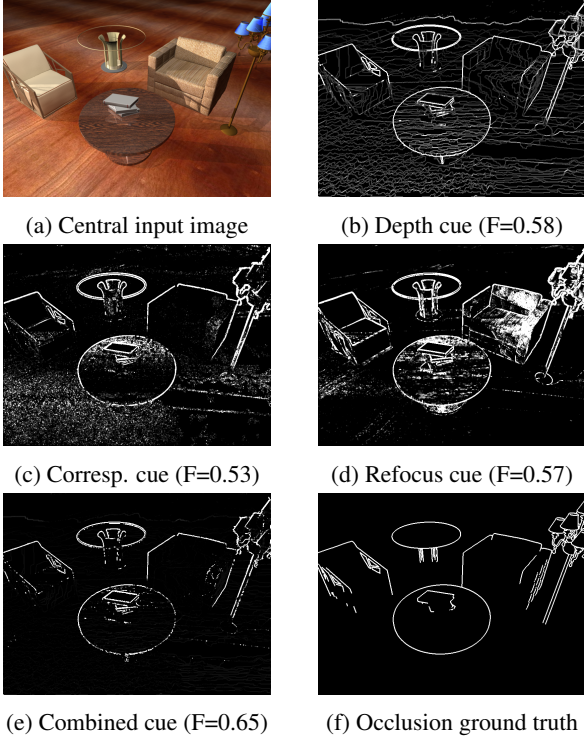 (a) Central input image
(b) Depth cue (F=0.58)
(c) Corresp. cue (F=0.53)
(d) Refocus cue (F=0.57)
(e) Combined cue (F=0.65)
(f) Occlusion ground truth